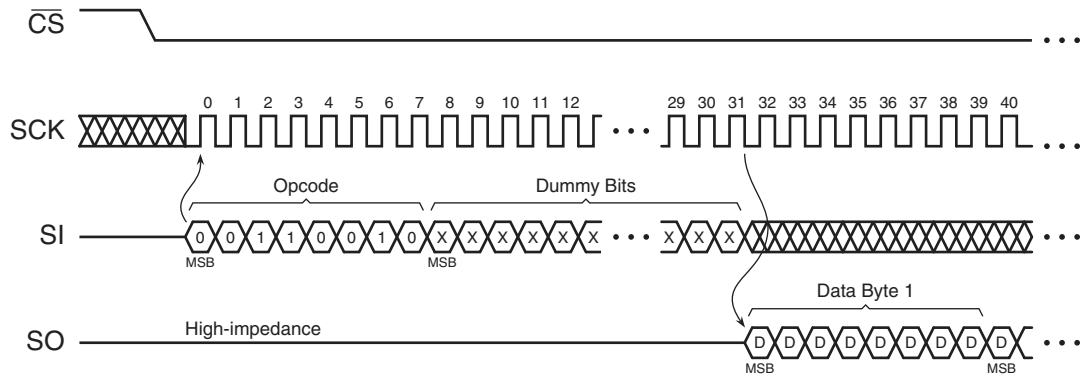 CS
0 1 2 3 4 5 6 7 8 9 10 11 12 29 30 31 32 33 34 35 36 37 38 39 40
SCK
Opcode Dummy Bits
SI 0 0 1 1 0 0 1 0 X X X X X X X X X
MSB MSB
Data Byte 1
High-impedance
SO D D D D D D D D D
MSB MSB